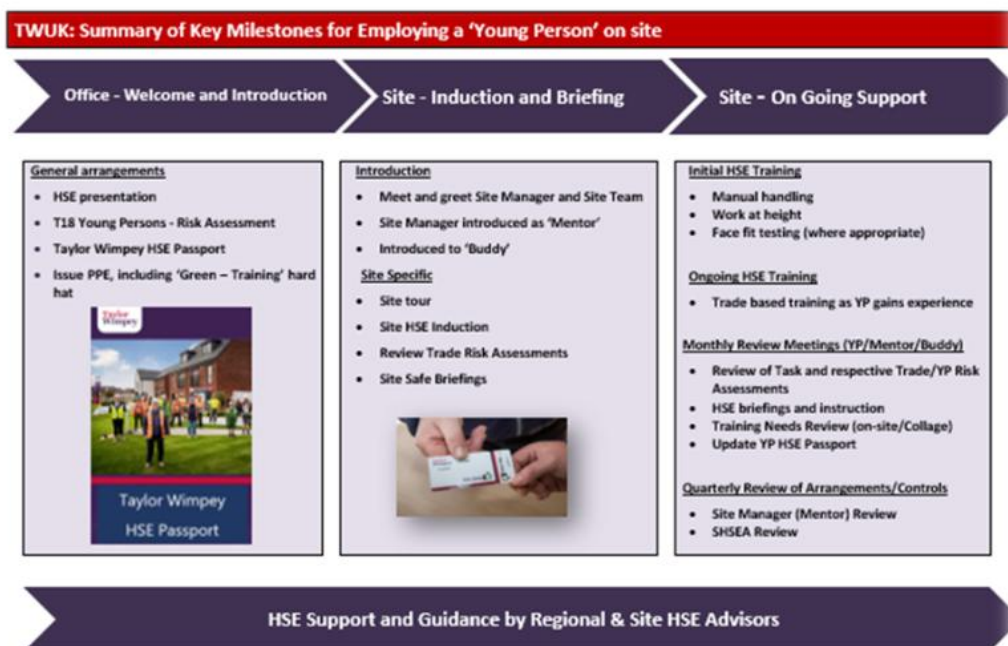 TWUK: Summary of Key Milestones for Employing a 'Young Person' on site
Office - Welcome and Introduction
Site - Induction and Briefing
Site - On Going Support
General arrangements
• HSE presentation
• T18 Young Persons - Risk Assessment
• Taylor Wimpey HSE Passport
• Issue PPE, including 'Green – Training' hard
hat
Taylor
Wimpey
Taylor Wimpey
HSE Passport
Introduction
• Meet and greet Site Manager and Site Team
• Site Manager introduced as 'Mentor'
• Introduced to 'Buddy'
Site Specific
• Site tour
• Site HSE Induction
• Review Trade Risk Assessments
• Site Safe Briefings
Initial HSE Training
• Manual handling
• Work at height
• Face fit testing (where appropriate)
Ongoing HSE Training
• Trade based training as YP gains experience
Monthly Review Meetings (YP/Mentor/Buddy)
• Review of Task and respective Trade/YP Risk
Assessments
• HSE briefings and instruction
• Training Needs Review (on-site/Collage)
• Update YP HSE Passport
Quarterly Review of Arrangements/Controls
• Site Manager (Mentor) Review
• SHSEA Review
HSE Support and Guidance by Regional & Site HSE Advisors